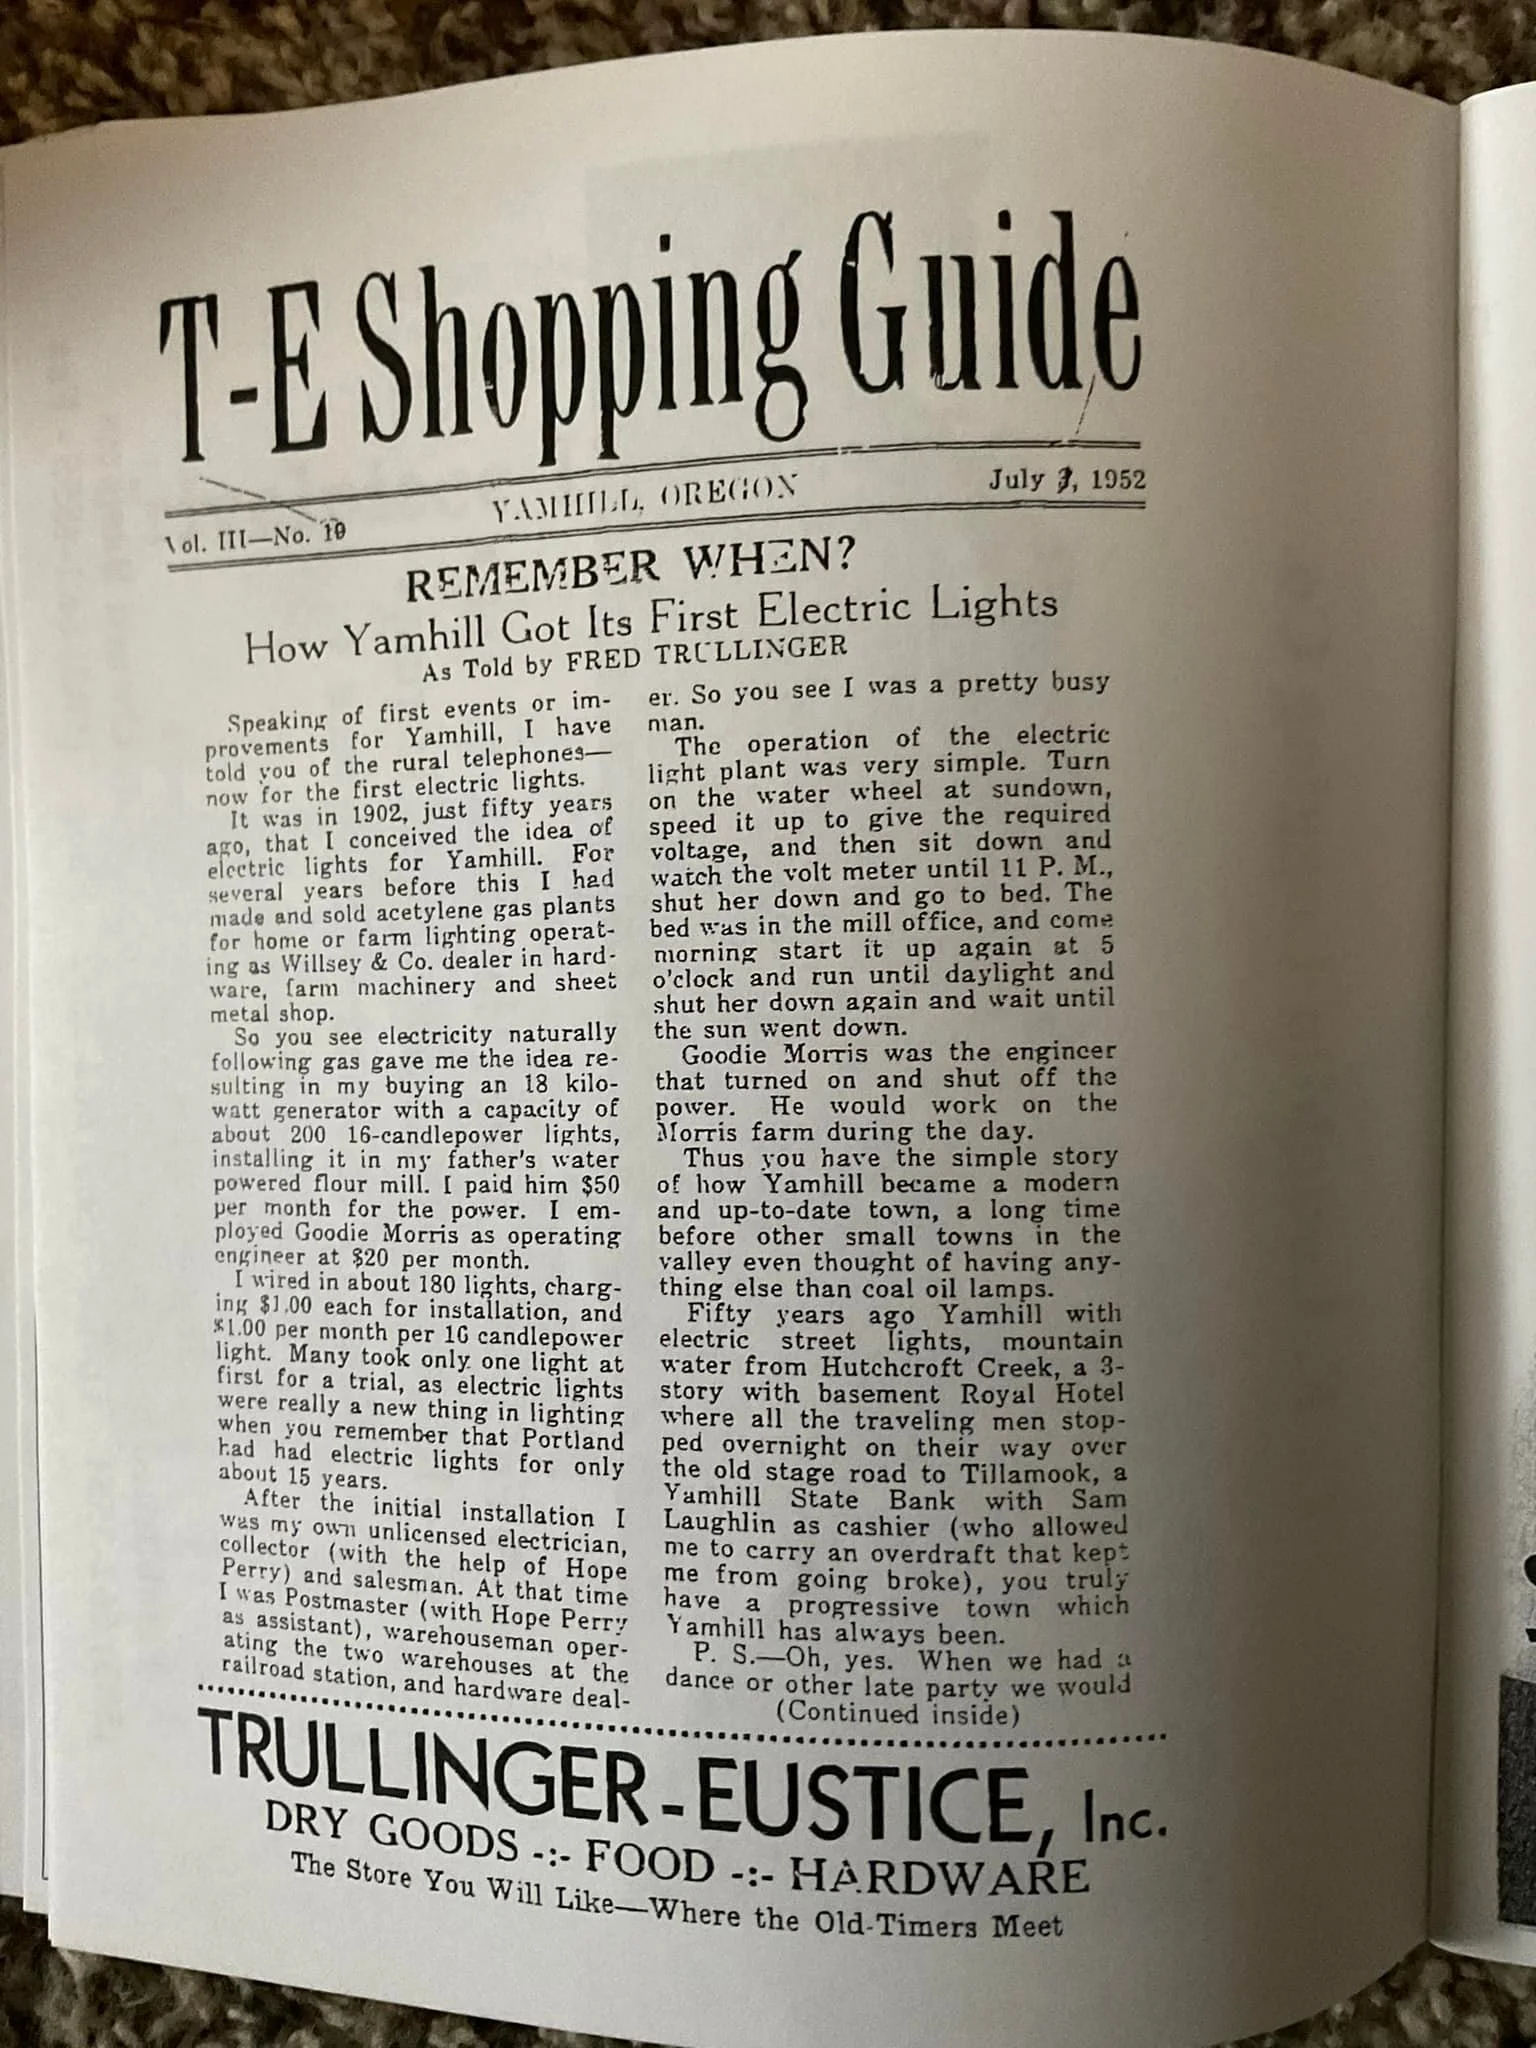 T-E Shopping Guide
Vol. III—No. 10
YAMHILL, OREGON
July 3, 1952
REMEMBER WHEN?
How Yamhill Got Its First Electric Lights
As Told by FRED TRULLINGER
Speaking of first events or im-
provements for Yamhill, I have
told you of the rural telephones—
now for the first electric lights.
It was in 1902, just fifty years
ago, that I conceived the idea of
electric lights for Yamhill. For
several years before this I had
made and sold acetylene gas plants
for home or farm lighting operat-
ing as Willsey & Co. dealer in hard-
ware, farm machinery and sheet
metal shop.
So you see electricity naturally
following gas gave me the idea re-
sulting in my buying an 18 kilo-
watt generator with a capacity of
about 200 16-candlepower lights,
installing it in my father's water
powered flour mill. I paid him $50
per month for the power. I em-
ployed Goodie Morris as operating
engineer at $20 per month.
I wired in about 180 lights, charg-
ing $1.00 each for installation, and
$1.00 per month per 16 candlepower
light. Many took only one light at
first for a trial, as electric lights
were really a new thing in lighting
when you remember that Portland
had had electric lights for only
about 15 years.
After the initial installation I
was my own unlicensed electrician,
collector (with the help of Hope
Perry) and salesman. At that time
I was Postmaster (with Hope Perry
as assistant), warehouseman oper-
ating the two warehouses at the
railroad station, and hardware deal-
er. So you see I was a pretty busy
man.
The operation of the electric
light plant was very simple. Turn
on the water wheel at sundown,
speed it up to give the required
voltage, and then sit down and
watch the volt meter until 11 P. M.,
shut her down and go to bed. The
bed was in the mill office, and come
morning start it up again at 5
o'clock and run until daylight and
shut her down again and wait until
the sun went down.
Goodie Morris was the engineer
that turned on and shut off the
power. He would work on the
Morris farm during the day.
Thus you have the simple story
of how Yamhill became a modern
and up-to-date town, a long time
before other small towns in the
valley even thought of having any-
thing else than coal oil lamps.
Fifty years ago Yamhill with
electric street lights, mountain
water from Hutchcroft Creek, a 3-
story with basement Royal Hotel
where all the traveling men stop-
ped overnight on their way over
the old stage road to Tillamook, a
Yamhill State Bank with Sam
Laughlin as cashier (who allowed
me to carry an overdraft that kept
me from going broke), you truly
have a progressive town which
Yamhill has always been.
P. S.—Oh, yes. When we had a
dance or other late party we would
(Continued inside)
TRULLINGER-EUSTICE, Inc.
DRY GOODS -:- FOOD -:- HARDWARE
The Store You Will Like—Where the Old-Timers Meet